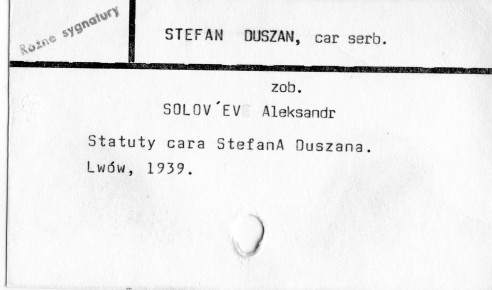 Różne sygnatury
STEFAN DUSZAN, car serb.
zob.
SOLOV´EV Aleksandr
Statuty cara StefanA Duszana.
Lwów, 1939.